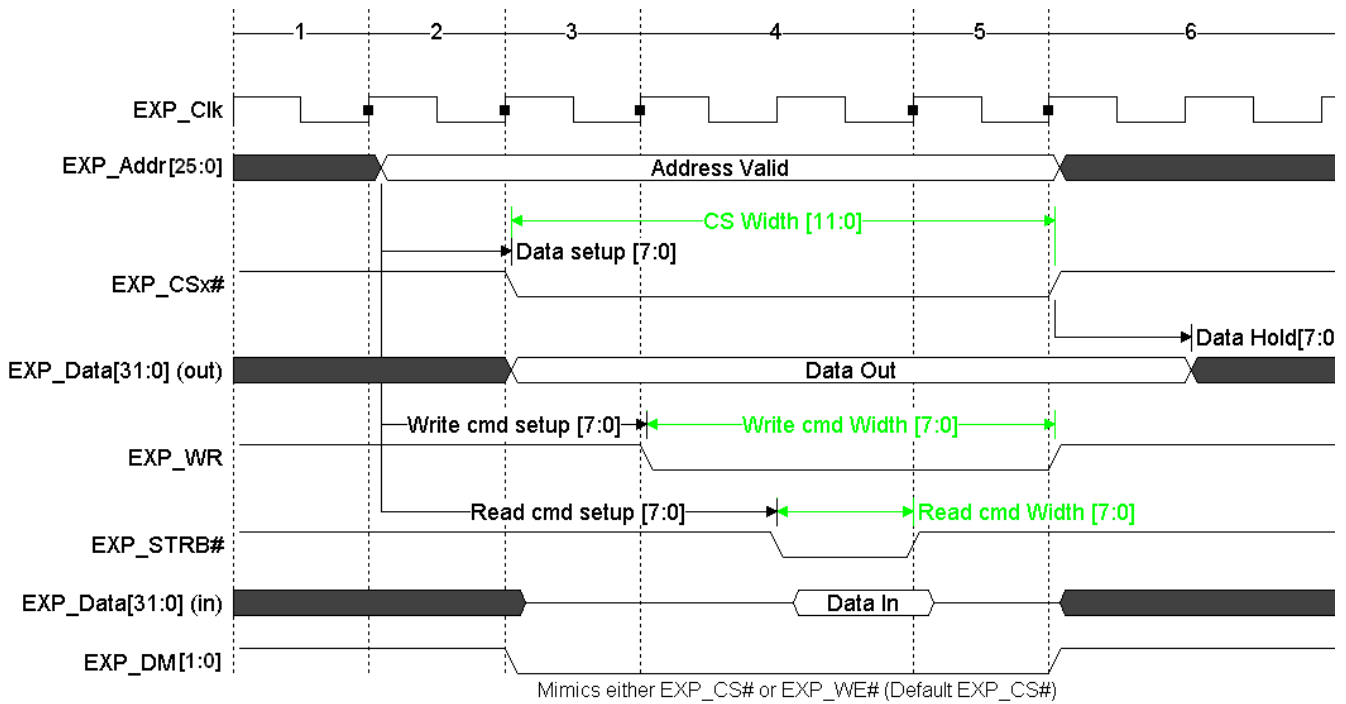 1 2 3 4 5 6
EXP_Clk
EXP_Addr[25:0] Address Valid
CS Width [11:0]
Data setup [7:0]
EXP_CSx#
Data Hold[7:0
EXP_Data[31:0] (out) Data Out
Write cmd setup [7:0] Write cmd Width [7:0]
EXP_WR
Read cmd setup [7:0] Read cmd Width [7:0]
EXP_STRB#
EXP_Data[31:0] (in) Data In
EXP_DM[1:0]
Mimics either EXP_CS# or EXP_WE# (Default EXP_CS#)